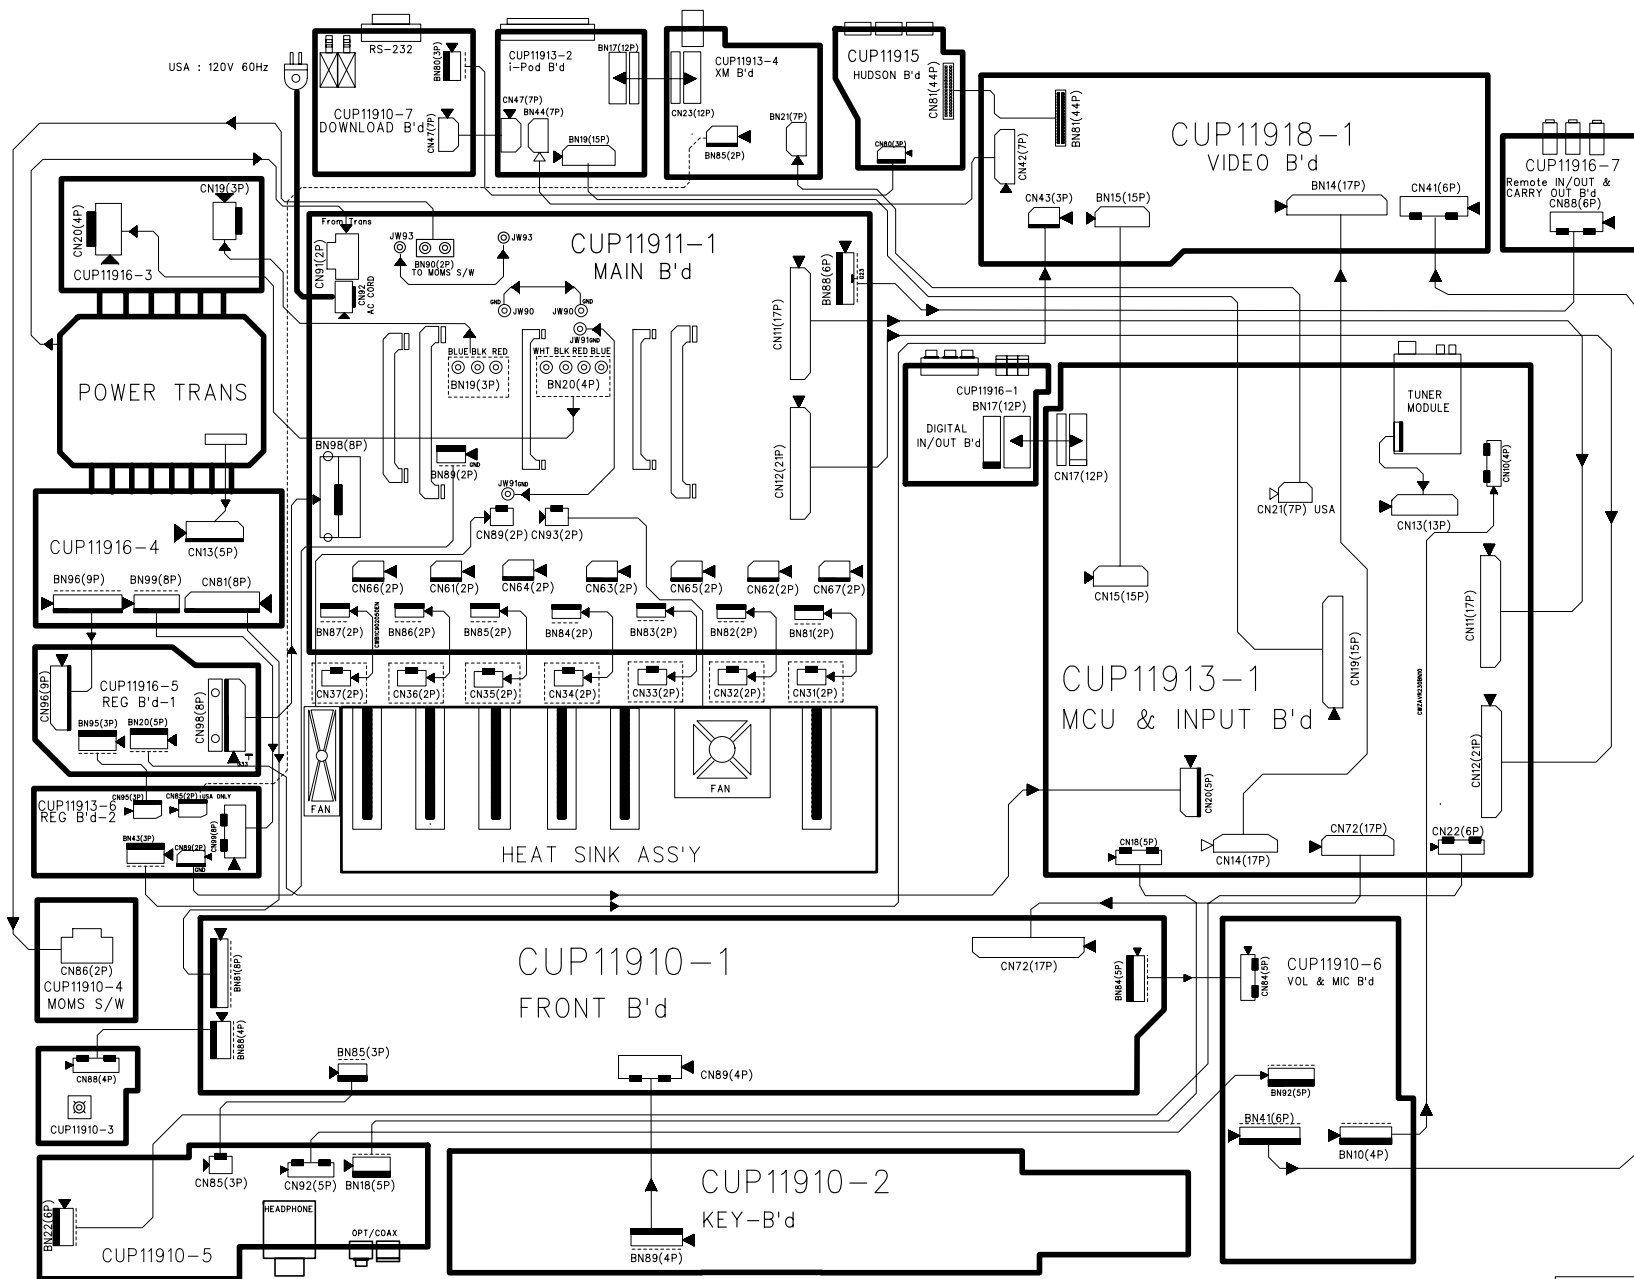 USA : 120V 60Hz
RS-232
BN80(3P)
CUP11910-7
DOWNLOAD B'd
CN47(7P)
CUP11913-2
i-Pod B'd
BN17(12P)
CN47(7P)
BN44(7P)
BN19(15P)
CUP11913-4
XM B'd
CN23(12P)
BN21(7P)
BN85(2P)
CUP11915
HUDSON B'd
CN81(44P)
CN80(3P)
BN81(44P)
CN42(7P)
CUP11918-1
VIDEO B'd
CN43(3P)
BN15(15P)
BN14(17P)
CN41(6P)
CUP11916-7
Remote IN/OUT &
CARRY OUT B'd
CN88(6P)
CN19(3P)
CN20(4P)
CUP11916-3
POWER TRANS
From Trans
CN91(2P)
CN92
AC CORD
JW93
BN90(2P)
TO MOMS S/W
JW93
CUP11911-1
MAIN B'd
GND
JW90
GND
JW90
JW91 GND
BLUE BLK RED
BN19(3P)
WHT BLK RED BLUE
BN20(4P)
BN88(6P)
G23
CN11(17P)
CN12(21P)
BN98(8P)
BN89(2P)
GND
JW91 GND
CN89(2P)
CN93(2P)
CN66(2P)
CN61(2P)
CN64(2P)
CN63(2P)
CN65(2P)
CN62(2P)
CN67(2P)
BN87(2P)
BN86(2P)
BN85(2P)
BN84(2P)
BN83(2P)
BN82(2P)
BN81(2P)
CN37(2P)
CN36(2P)
CN35(2P)
CN34(2P)
CN33(2P)
CN32(2P)
CN31(2P)
FAN
FAN
HEAT SINK ASS'Y
CUP11916-4
CN13(5P)
BN96(9P)
BN99(8P)
CN81(8P)
CN96(9P)
CUP11916-5
REG B'd-1
BN95(3P)
BN20(5P)
CN98(8P)
G33
CUP11913-6
REG B'd-2
CN95(3P)
CN85(2P) :USA ONLY
CN99(8P)
BN43(3P)
CN89(2P)
GND
CN86(2P)
CUP11910-4
MOMS S/W
CN88(4P)
CUP11910-3
CUP11916-1
BN17(12P)
DIGITAL
IN/OUT B'd
CN17(12P)
TUNER
MODULE
CN10(4P)
CN21(7P) USA
CN13(13P)
CN15(15P)
CN11(17P)
CN19(15P)
CUP11913-1
MCU & INPUT B'd
CN12(21P)
CN20(5P)
CN18(5P)
CN14(17P)
CN72(17P)
CN22(6P)
CUP11910-1
FRONT B'd
BN81(8P)
BN88(4P)
BN85(3P)
CN89(4P)
CN72(17P)
BN84(5P)
CN84(5P)
CUP11910-6
VOL & MIC B'd
BN92(5P)
BN41(6P)
BN10(4P)
CN85(3P)
CN92(5P)
BN18(5P)
BN22(6P)
HEADPHONE
OPT/COAX
CUP11910-5
CUP11910-2
KEY-B'd
BN89(4P)